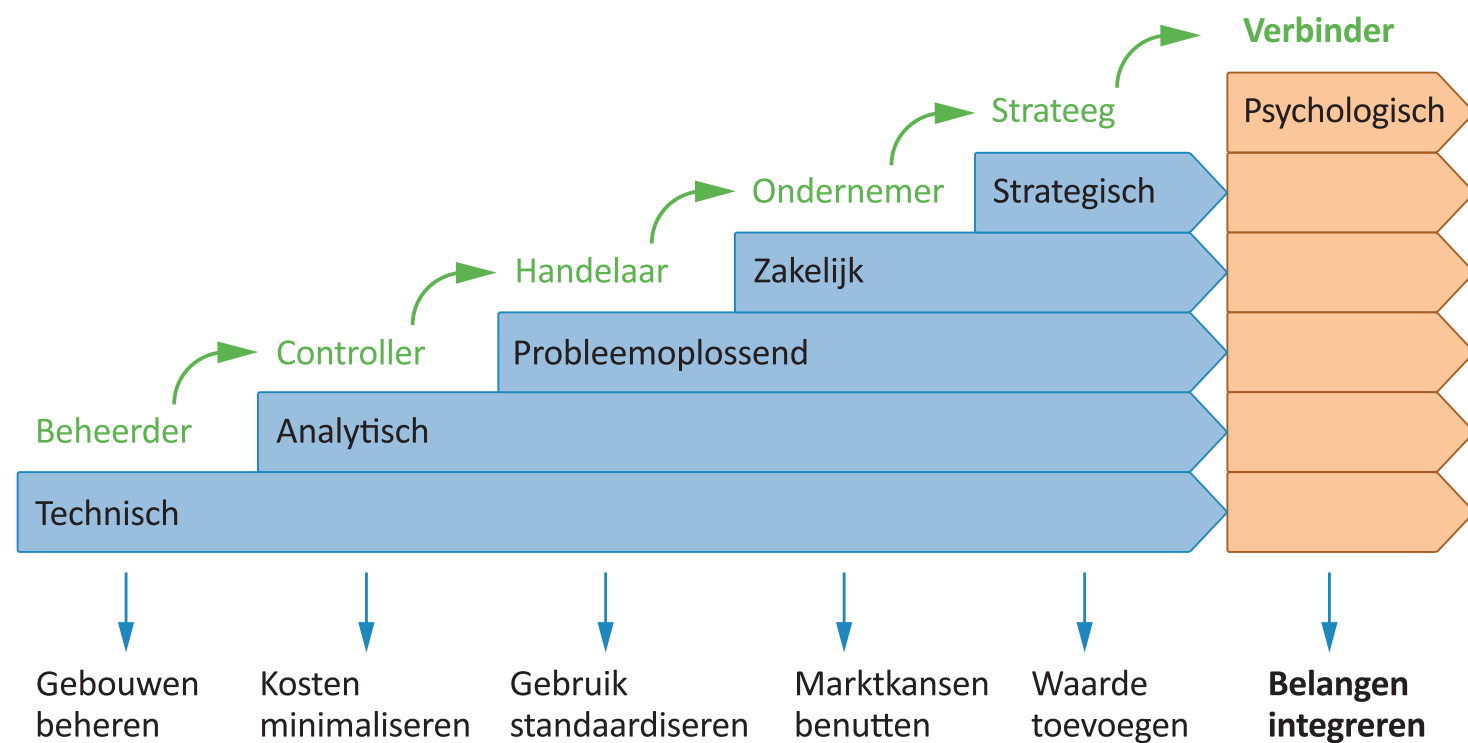 Verbinder
Psychologisch
Strateeg
Strategisch
Ondernemer
Zakelijk
Handelaar
Probleemoplossend
Controller
Analytisch
Beheerder
Technisch
Gebouwen
beheren
Kosten
minimaliseren
Gebruik
standaardiseren
Marktkansen
benutten
Waarde
toevoegen
Belangen
integreren